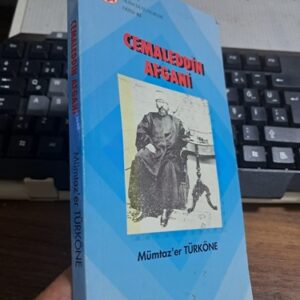 CEMALEDDİN
AFGANİ
Mümtaz'er TÜRKÖNE
CEMALEDDİN AFGANİ
Mümtaz'er TÜRKÖNE